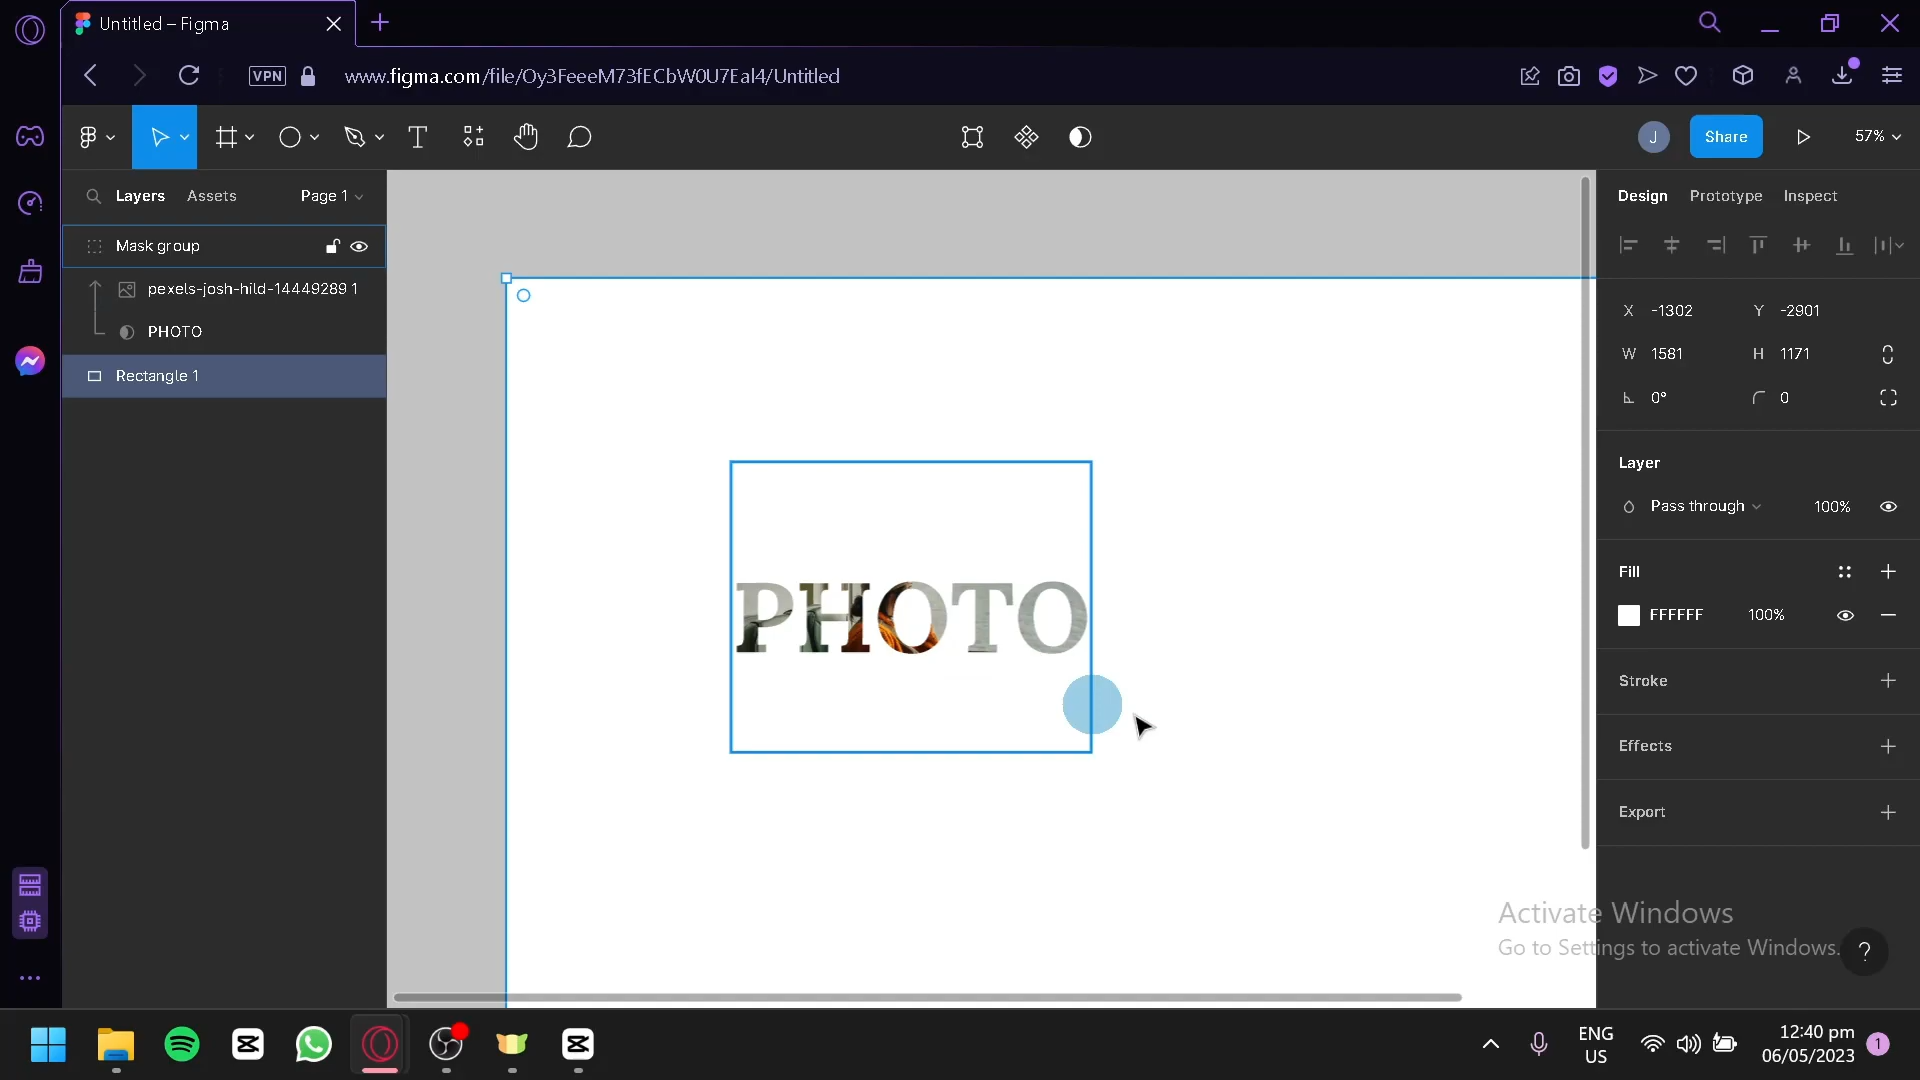 Untitled – Figma
VPN
www.figma.com/file/Oy3FeeeM73fECbW0U7Eal4/Untitled
J
Share
57%
Layers Assets Page 1
Design Prototype Inspect
Mask group
pexels-josh-hild-14449289 1
PHOTO
Rectangle 1
X -1302 Y -2901
W 1581 H 1171
0° 0
Layer
Pass through 100%
Fill
FFFFFF 100%
Stroke
Effects
Export
PHOTO
Activate Windows
Go to Settings to activate Windows.
?
ENG
US
12:40 pm
06/05/2023
1